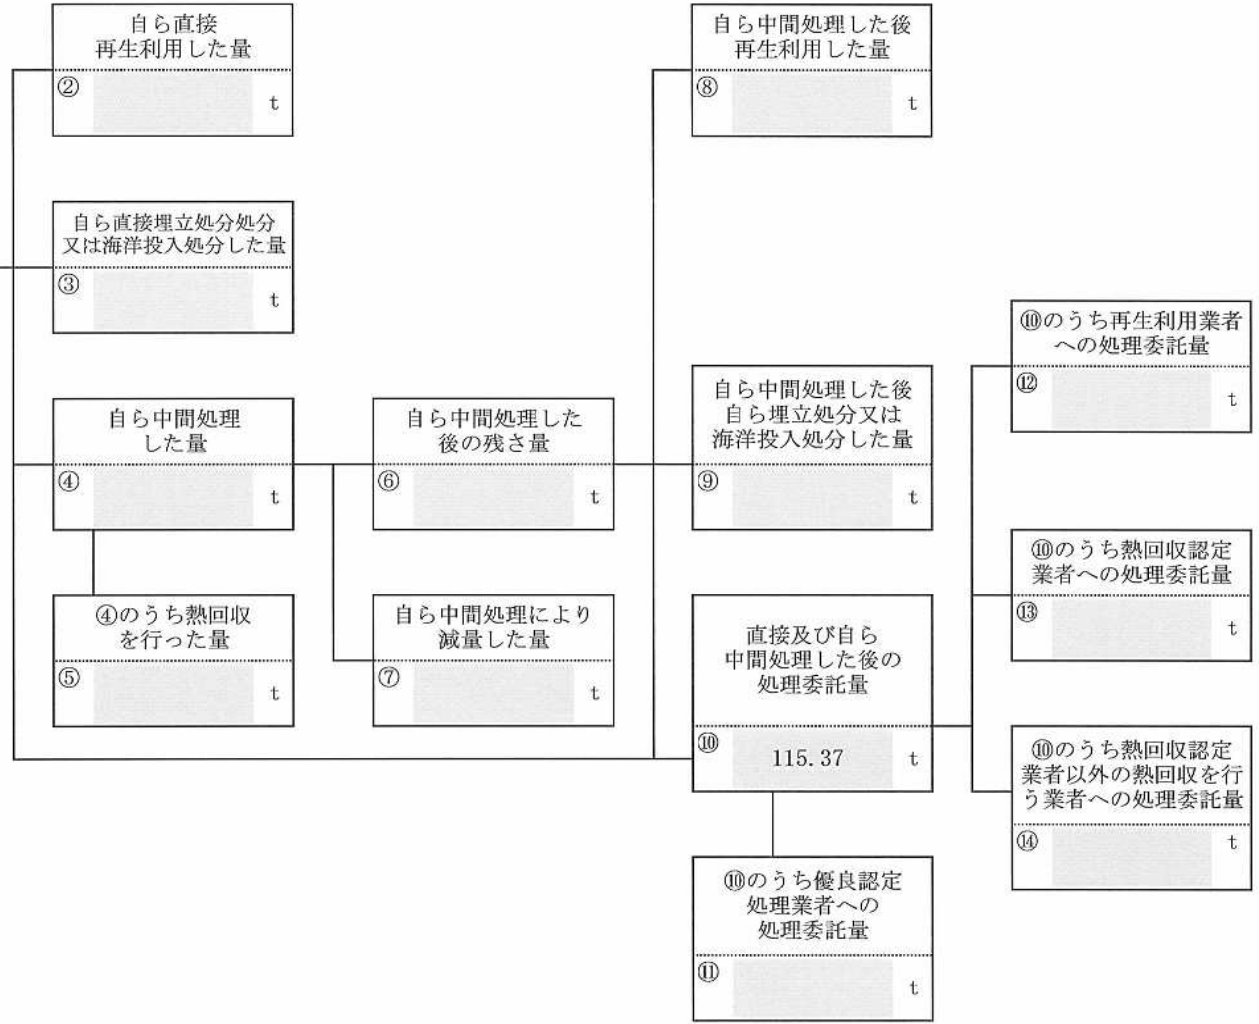 自ら直接
再生利用した量
②
t
自ら中間処理した後
再生利用した量
⑧
t
自ら直接埋立処分処分
又は海洋投入処分した量
③
t
⑩のうち再生利用業者
への処理委託量
⑫
t
自ら中間処理
した量
④
t
自ら中間処理した
後の残さ量
⑥
t
自ら中間処理した後
自ら埋立処分又は
海洋投入処分した量
⑨
t
⑩のうち熱回収認定
業者への処理委託量
⑬
t
④のうち熱回収
を行った量
⑤
t
自ら中間処理により
減量した量
⑦
t
直接及び自ら
中間処理した後の
処理委託量
⑩
115.37
t
⑩のうち熱回収認定
業者以外の熱回収を行
う業者への処理委託量
⑭
t
⑩のうち優良認定
処理業者への
処理委託量
⑪
t